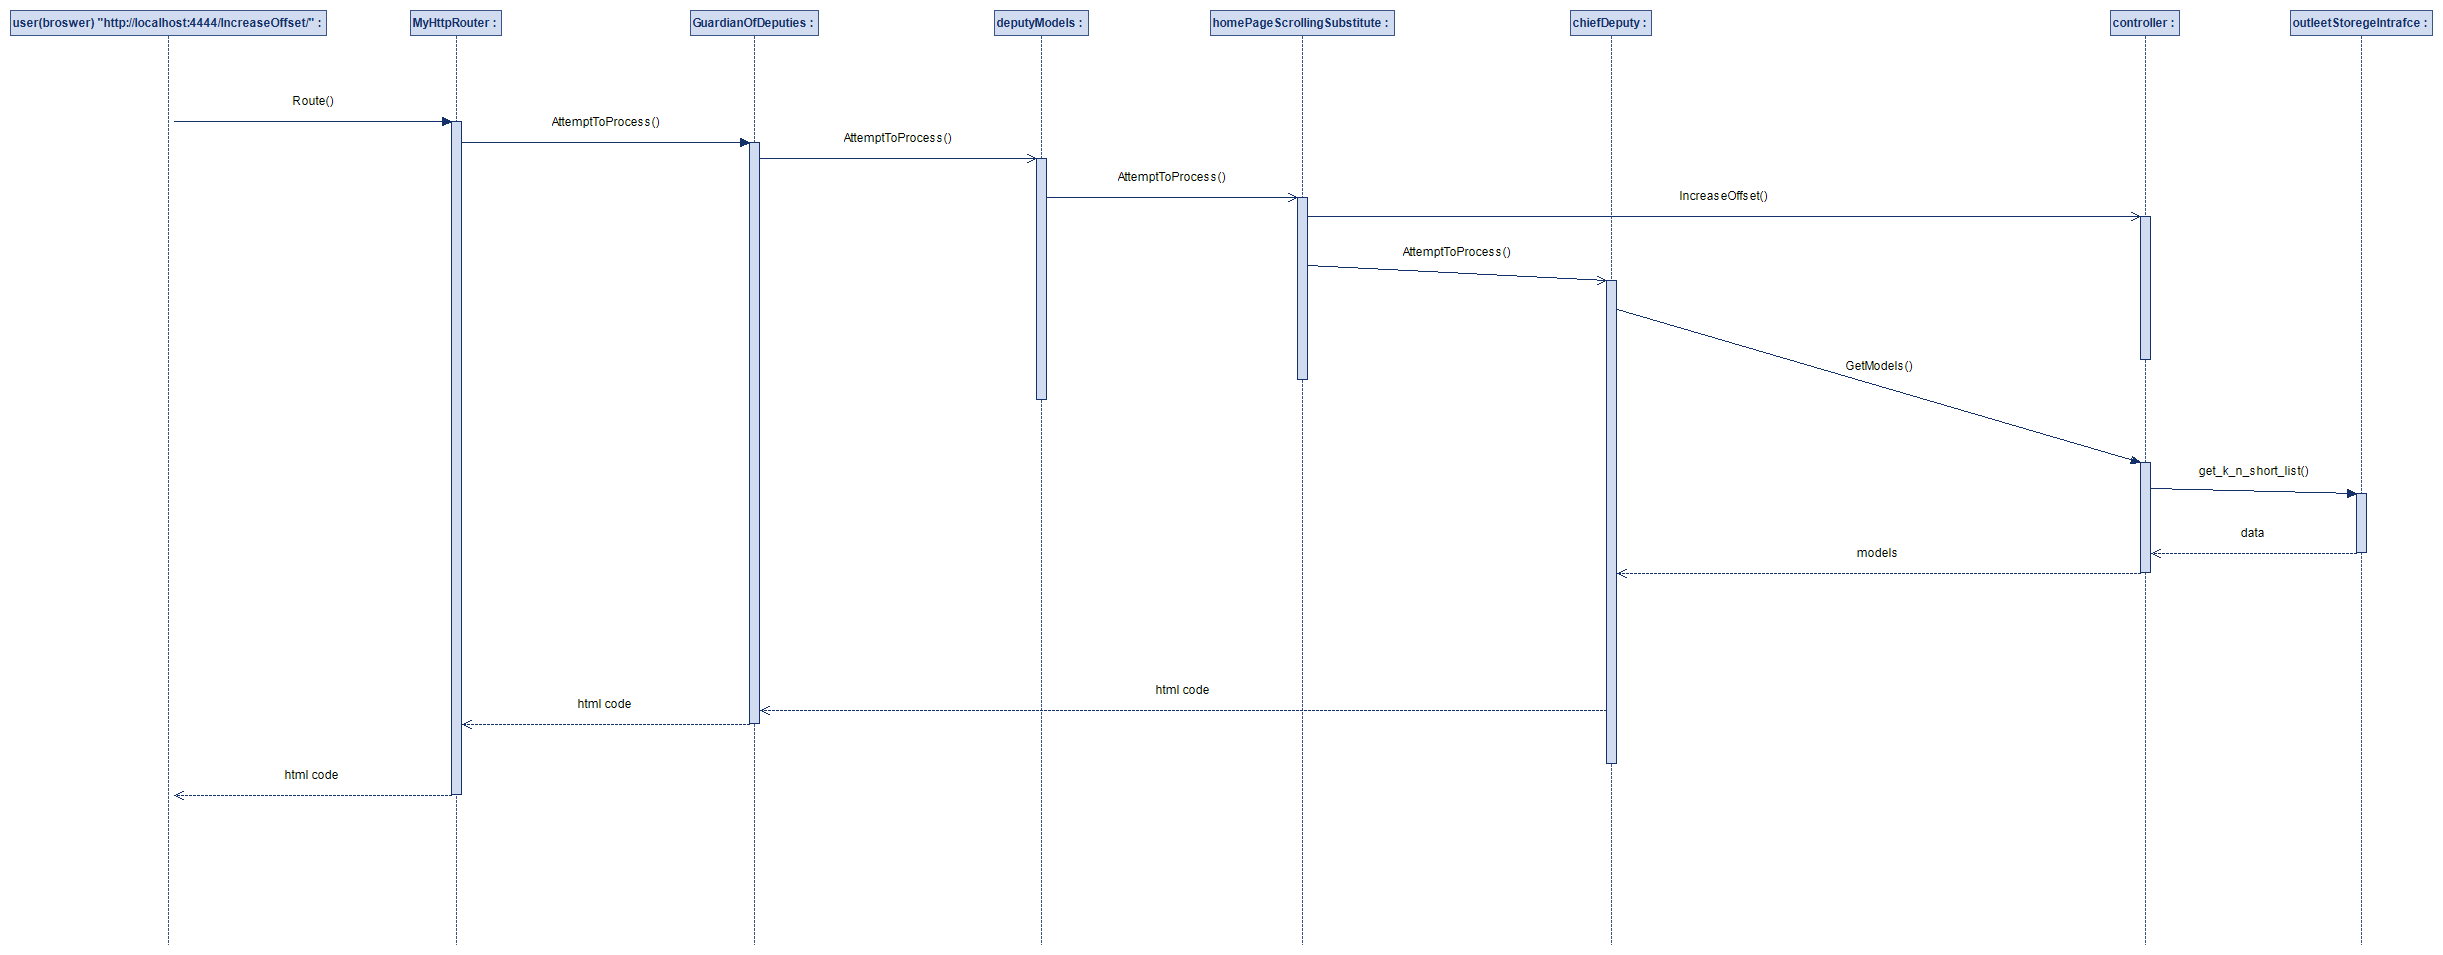 user(broswer) "http://localhost:4444/IncreaseOffset/" :
MyHttpRouter :
GuardianOfDeputies :
deputyModels :
homePageScrollingSubstitute :
chiefDeputy :
controller :
outleetStoregeIntrafce :
Route()
AttemptToProcess()
AttemptToProcess()
AttemptToProcess()
IncreaseOffset()
AttemptToProcess()
GetModels()
get_k_n_short_list()
data
models
html code
html code
html code